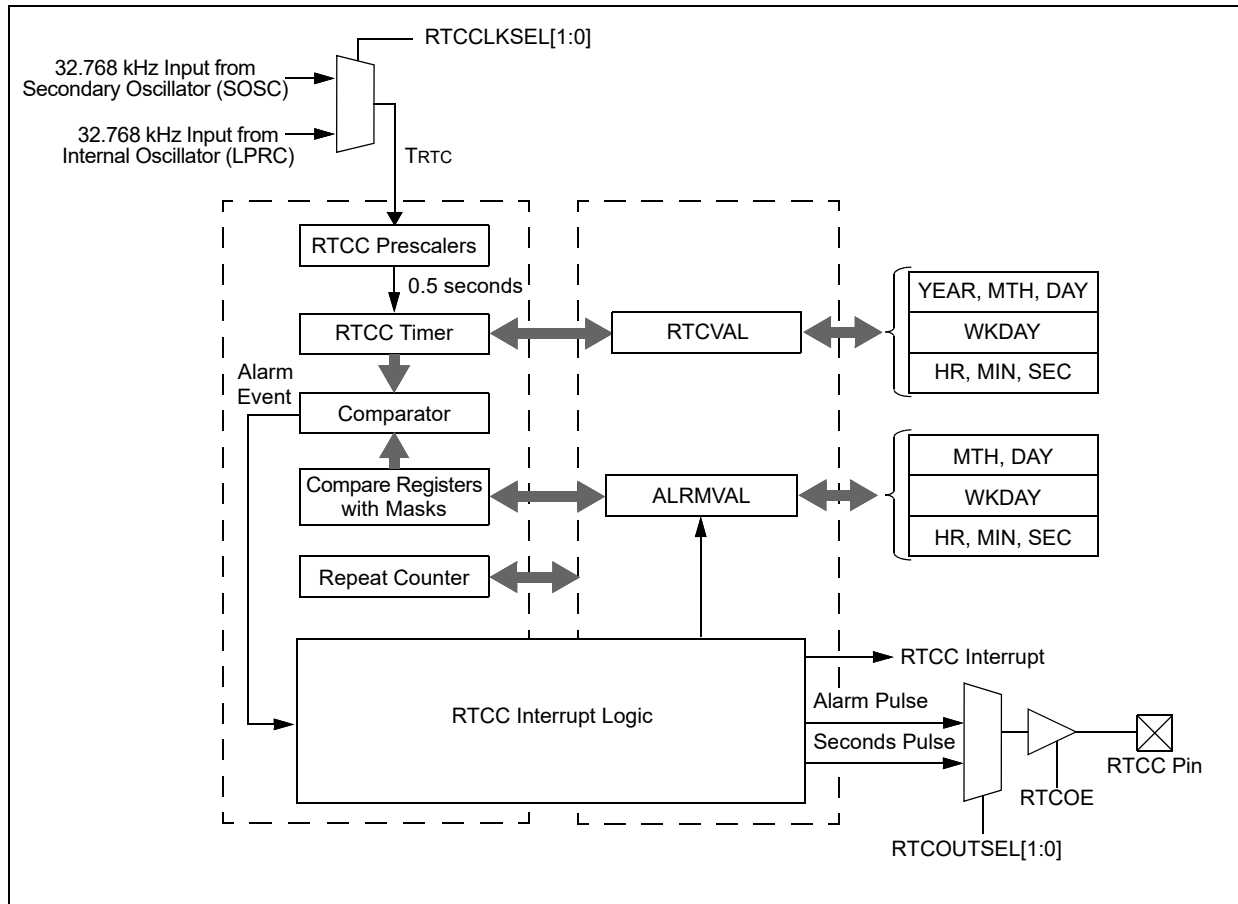 RTCCLKSEL[1:0]
32.768 kHz Input from
Secondary Oscillator (SOSC)
32.768 kHz Input from
Internal Oscillator (LPRC)
TRTC
RTCC Prescalers
0.5 seconds
RTCC Timer
RTCVAL
YEAR, MTH, DAY
WKDAY
HR, MIN, SEC
Alarm
Event
Comparator
Compare Registers
with Masks
ALRMVAL
MTH, DAY
WKDAY
HR, MIN, SEC
Repeat Counter
RTCC Interrupt Logic
RTCC Interrupt
Alarm Pulse
Seconds Pulse
RTCC Pin
RTCOE
RTCOUTSEL[1:0]